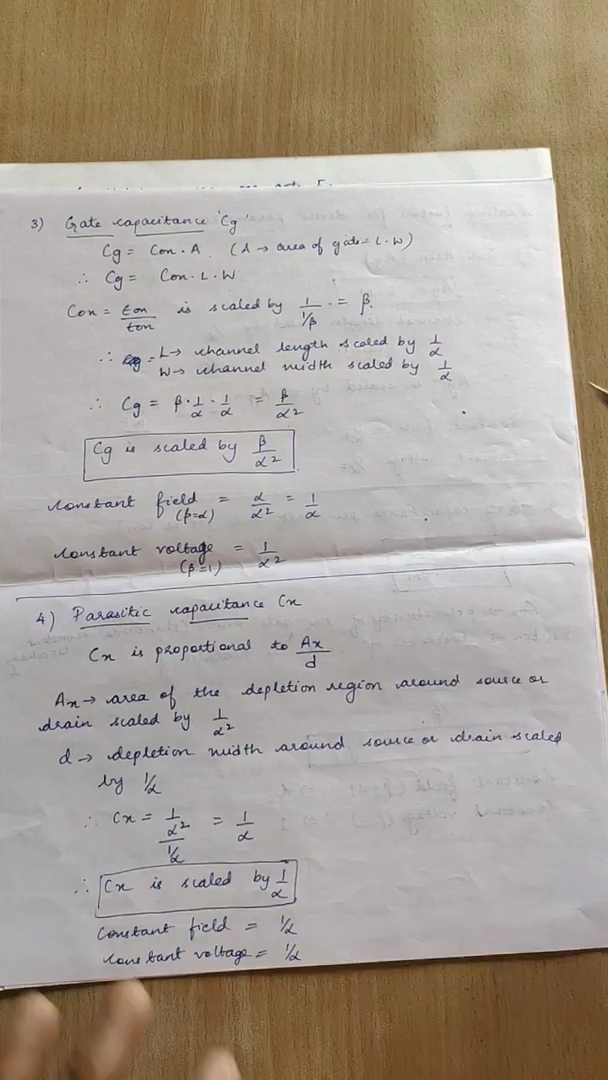 3) Gate capacitance 'Cg'
Cg = Con · A (A → area of gate = L · W)
∴ Cg = Con · L · W
Con = Eon/ton is scaled by 1/1/β · = β.
∴ = L → channel length scaled by 1/α
W → channel width scaled by 1/α
∴ Cg = β · 1/α · 1/α = β/α²
Cg is scaled by β/α²
Constant field = α/α² = 1/α
(β=α)
Constant voltage = 1/α²
(β=1)
4) Parasitic capacitance Cx
Cx is proportional to Ax/d
Ax → area of the depletion region around source or
drain scaled by 1/α²
d → depletion width around source or drain scaled
by 1/α
∴ Cx = 1/α²/1/α = 1/α
∴ Cx is scaled by 1/α
Constant field = 1/α
Constant voltage = 1/α